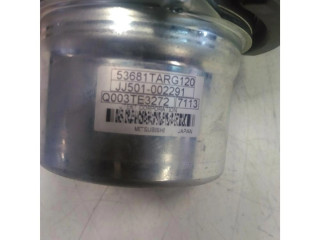 53681TARG120
JJ501-002291
Q003TE3272 7113
MITSUBISHI JAPAN